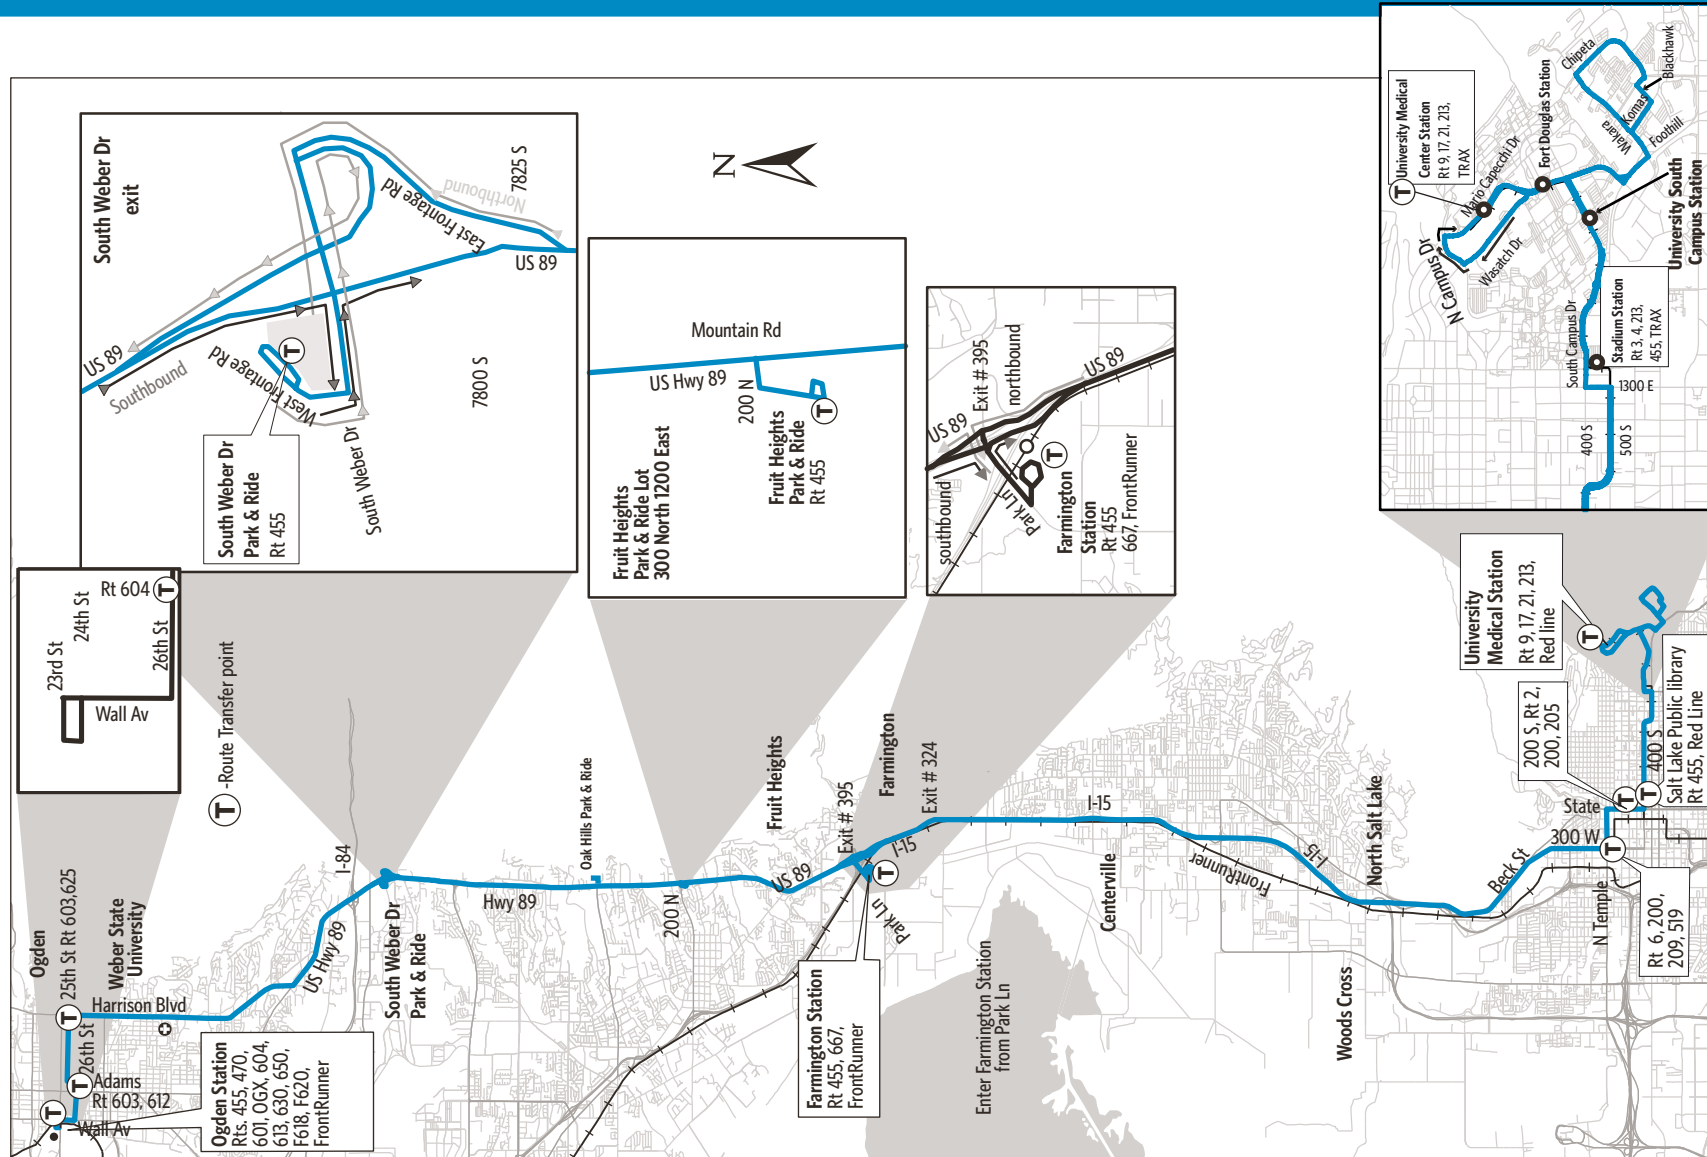 South Weber Dr
exit
US 89
Southbound
West Frontage Rd
East Frontage Rd
Northbound
7825 S
US 89
7800 S
South Weber Dr
South Weber Dr
Park & Ride
Rt 455
T
N
Mountain Rd
US Hwy 89
200 N
Fruit Heights
Park & Ride Lot
300 North 1200 East
Fruit Heights
Park & Ride
Rt 455
T
US 89
Exit # 395
northbound
US 89
southbound
Park Ln
T
Farmington
Station
Rt 455
667, FrontRunner
T
University Medical
Center Station
Rt 9, 17, 21, 213,
TRAX
Mario Capecchi Dr
Fort Douglas Station
Chipeta
Blackhawk
Komas
Wakara
Foothill
N Campus Dr
Wasatch Dr
University South
Campus Station
South Campus Dr
Stadium Station
Rt 3, 4, 213,
455, TRAX
1300 E
400 S
500 S
23rd St
24th St
Rt 604
T
26th St
Wall Av
T
-Route Transfer point
Ogden
25th St Rt 603,625
T
Weber State
University
Harrison Blvd
26th St
T
Adams
Rt 603, 612
T
Wall Av
Ogden Station
Rts. 455, 470,
601, OGX, 604,
613, 630, 650,
F618, F620,
FrontRunner
I-84
US Hwy 89
South Weber Dr
Park & Ride
Hwy 89
Oak Hills Park & Ride
200 N
Fruit Heights
US 89
Exit # 395
Farmington
I-15
Exit # 324
T
Park Ln
Farmington Station
Rt 455, 667,
FrontRunner
Enter Farmington Station
from Park Ln
Centerville
I-15
FrontRunner
I-15
North Salt Lake
Woods Cross
Beck St
N Temple
300 W
T
Rt 6, 200,
209, 519
State
T
200 S, Rt 2,
200, 205
T
400 S
Salt Lake Public library
Rt 455, Red Line
University
Medical Station
Rt 9, 17, 21, 213,
Red line
T